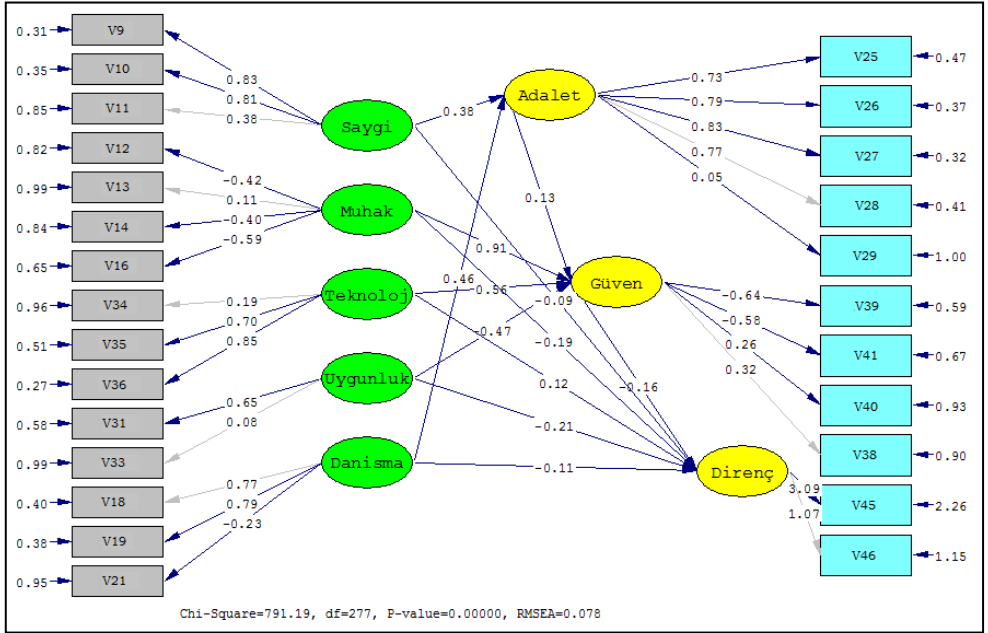 0.31 V9
0.35 V10
0.85 V11
0.82 V12
0.99 V13
0.84 V14
0.65 V16
0.96 V34
0.51 V35
0.27 V36
0.58 V31
0.99 V33
0.40 V18
0.38 V19
0.95 V21
0.83
0.81
0.38
-0.42
0.11
-0.40
-0.59
0.19
0.70
0.85
0.65
0.08
0.77
0.79
-0.23
Saygi
Muhak
Teknoloj
Uygunluk
Danisma
0.38
0.13
0.91
0.46
0.56
-0.09
-0.47
-0.19
0.12
-0.16
-0.21
-0.11
Adalet
Güven
Direnç
0.73
0.79
0.83
0.77
0.05
-0.64
-0.58
0.26
0.32
3.09
1.07
V25 0.47
V26 0.37
V27 0.32
V28 0.41
V29 1.00
V39 0.59
V41 0.67
V40 0.93
V38 0.90
V45 2.26
V46 1.15
Chi-Square=791.19, df=277, P-value=0.00000, RMSEA=0.078